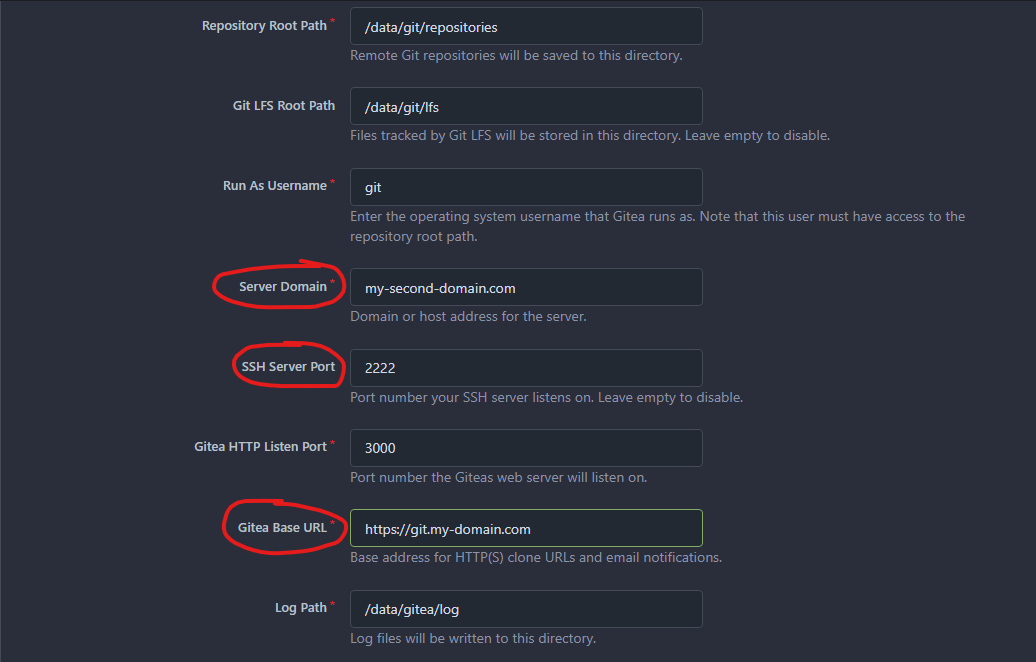 Repository Root Path * /data/git/repositories
Remote Git repositories will be saved to this directory.
Git LFS Root Path /data/git/lfs
Files tracked by Git LFS will be stored in this directory. Leave empty to disable.
Run As Username * git
Enter the operating system username that Gitea runs as. Note that this user must have access to the
repository root path.
Server Domain * my-second-domain.com
Domain or host address for the server.
SSH Server Port 2222
Port number your SSH server listens on. Leave empty to disable.
Gitea HTTP Listen Port * 3000
Port number the Giteas web server will listen on.
Gitea Base URL * https://git.my-domain.com
Base address for HTTP(S) clone URLs and email notifications.
Log Path * /data/gitea/log
Log files will be written to this directory.